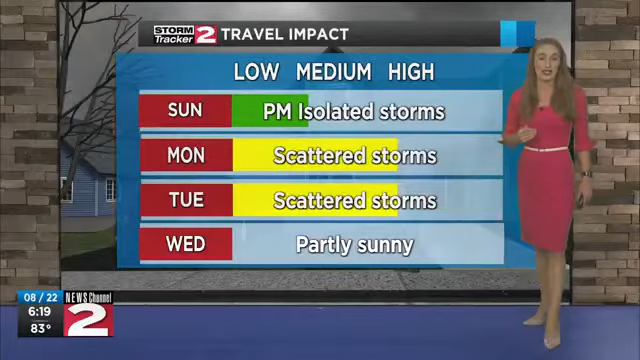 STORM
Tracker 2 TRAVEL IMPACT
LOW MEDIUM HIGH
SUN PM Isolated storms
MON Scattered storms
TUE Scattered storms
WED Partly sunny
08 / 22 NEWS Channel
6:19 2
83°